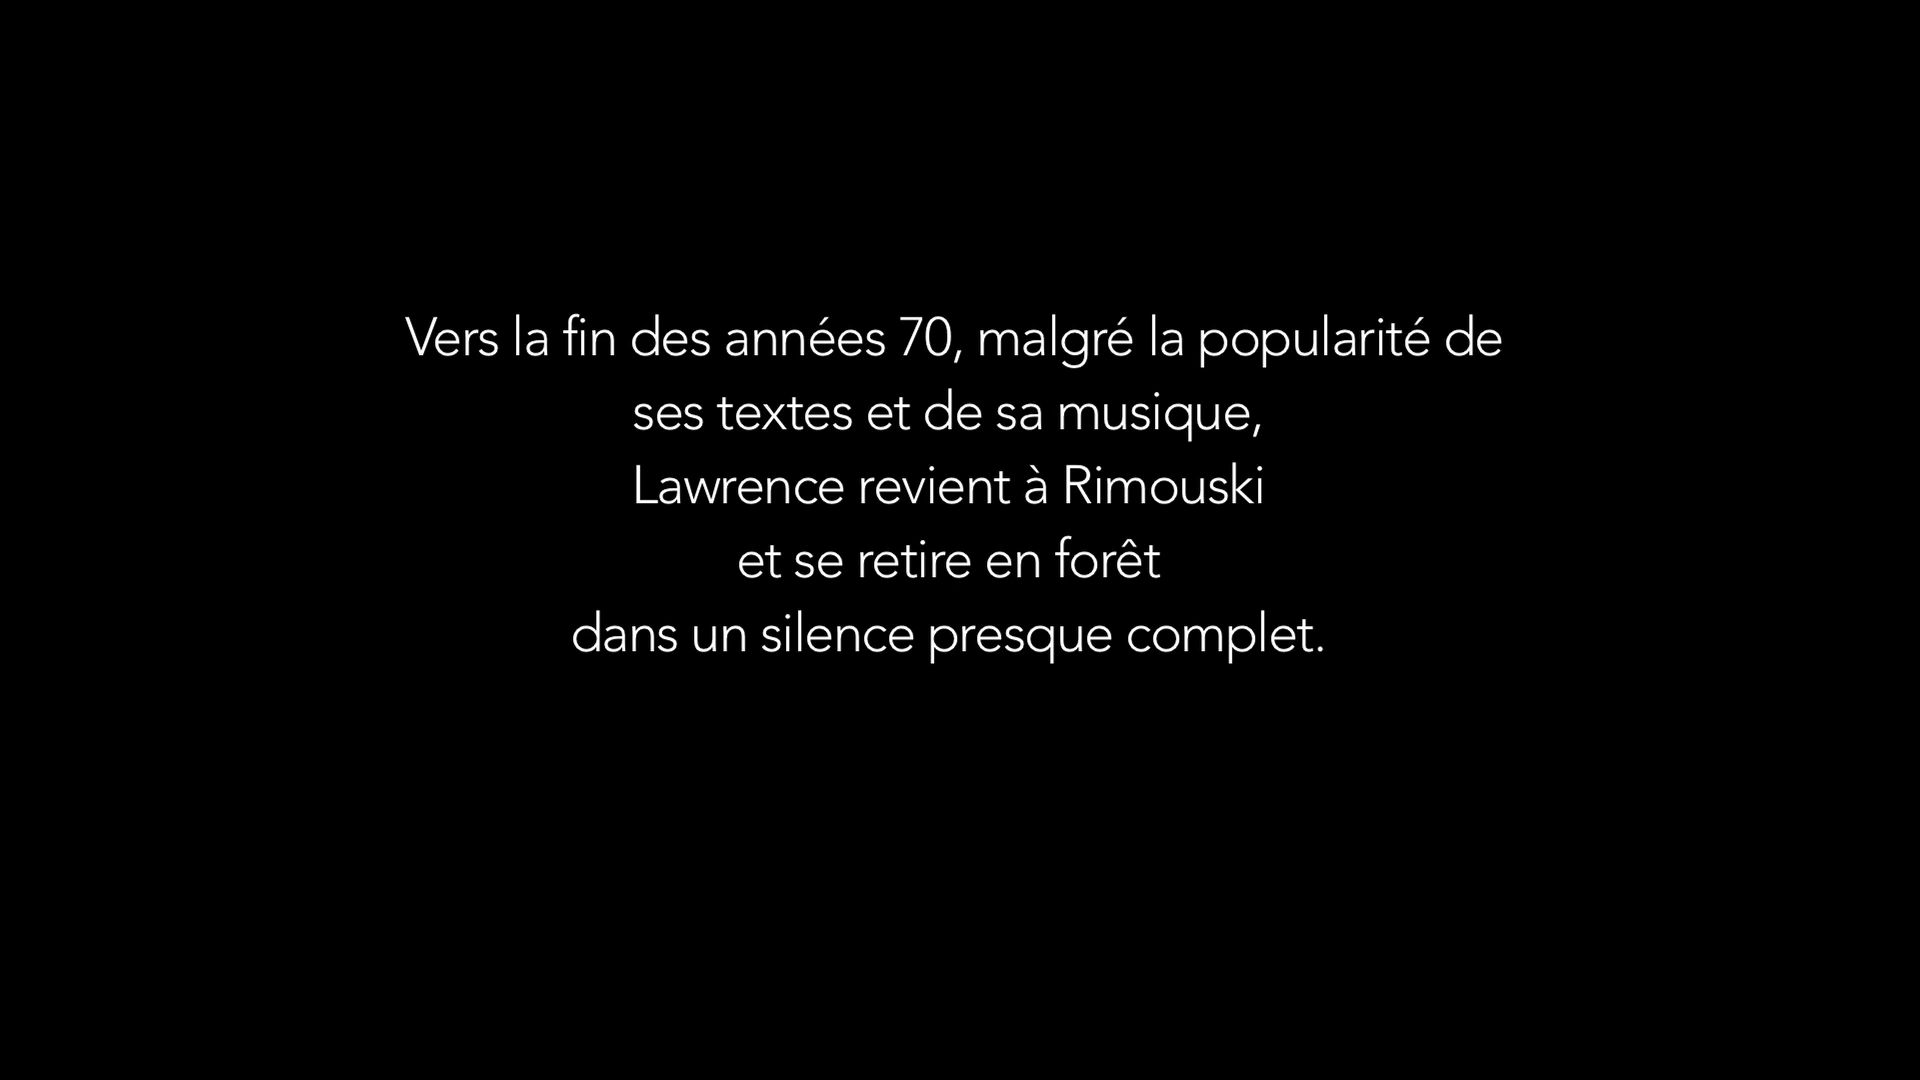 Vers la fin des années 70, malgré la popularité de
ses textes et de sa musique,
Lawrence revient à Rimouski
et se retire en forêt
dans un silence presque complet.